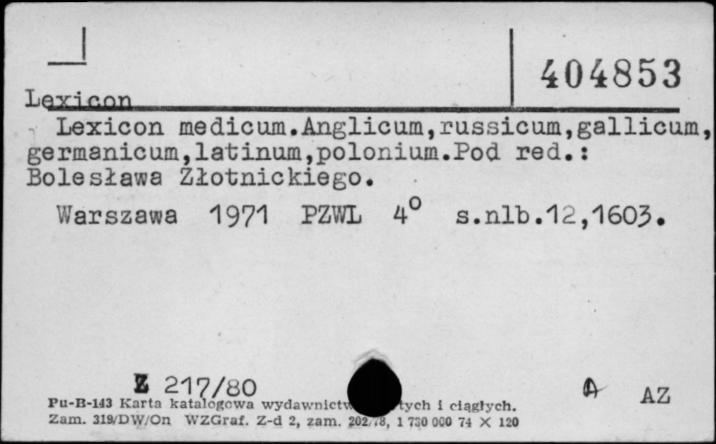 404853
Lexicon
Lexicon medicum.Anglicum,russicum,gallicum,
germanicum,latinum,polonium.Pod red.:
Bolesława Złotnickiego.
Warszawa 1971 PZWL 4° s.nlb.12,1603.
Z 217/80
A AZ
Pu-B-143 Karta katalogowa wydawnictw tych i ciągłych.
Zam. 319/DW/On WZGraf. Z-d 2, zam. 202/78, 1 730 000 74 X 120